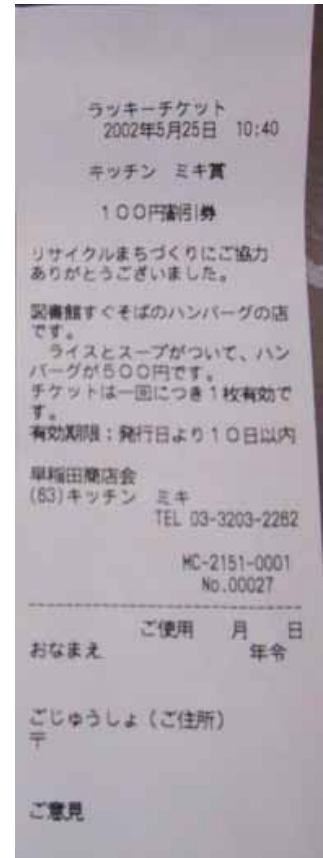 ラッキーチケット
2002年5月25日 10:40
キッチン ミキ賞
100円割引券
リサイクルまちづくりにご協力
ありがとうございました。
図書館すぐそばのハンバーグの店
です。
ライスとスープがついて、ハン
バーグが500円です。
チケットは一回につき1枚有効で
す。
有効期限：発行日より10日以内
早稲田商店会
(63)キッチン ミキ
TEL 03-3203-2262
MC-2151-0001
No.00027
ご使用 月 日
おなまえ 年令
ごじゅうしょ（ご住所）
〒
ご意見